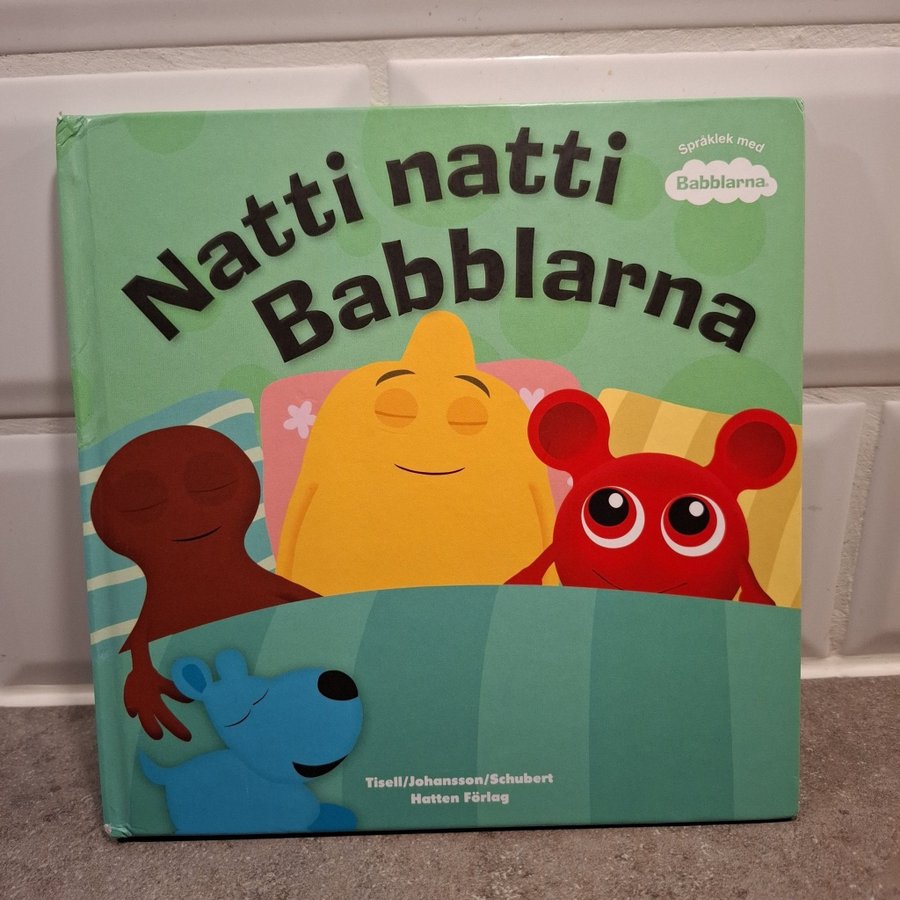 Natti natti
Babblarna
Språklek med
Babblarna®
Tisell/Johansson/Schubert
Hatten Förlag